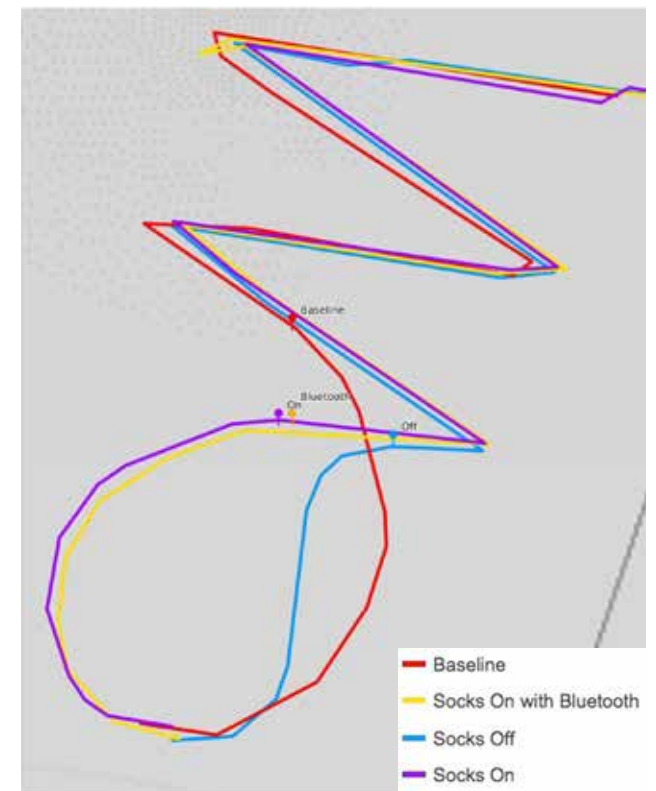 Baseline
Bluetooth
On
Off
Baseline
Socks On with Bluetooth
Socks Off
Socks On